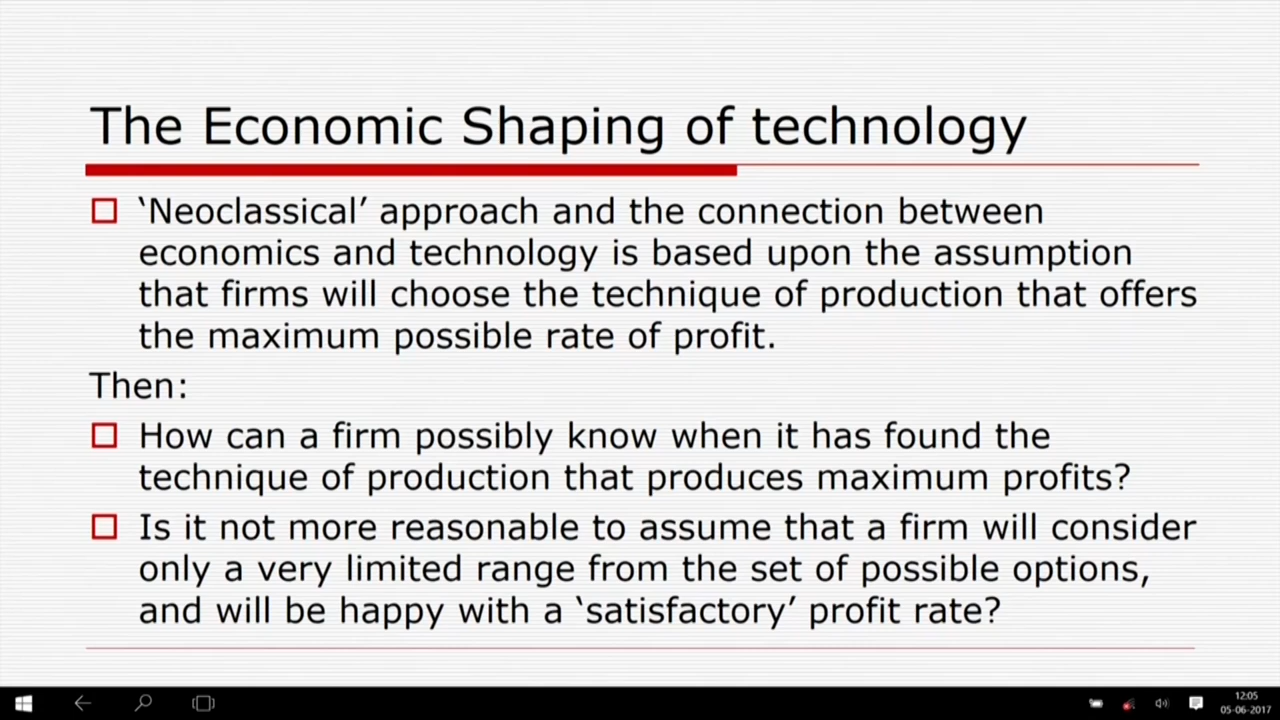 The Economic Shaping of technology
‘Neoclassical’ approach and the connection between
economics and technology is based upon the assumption
that firms will choose the technique of production that offers
the maximum possible rate of profit.
Then:
How can a firm possibly know when it has found the
technique of production that produces maximum profits?
Is it not more reasonable to assume that a firm will consider
only a very limited range from the set of possible options,
and will be happy with a ‘satisfactory’ profit rate?
12:05
05-06-2017